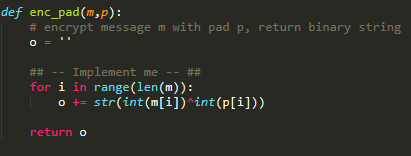 def enc_pad(m,p):
    # encrypt message m with pad p, return binary string
    o = ''
    ## -- Implement me -- ##
    for i in range(len(m)):
        o += str(int(m[i])^int(p[i]))
    return o